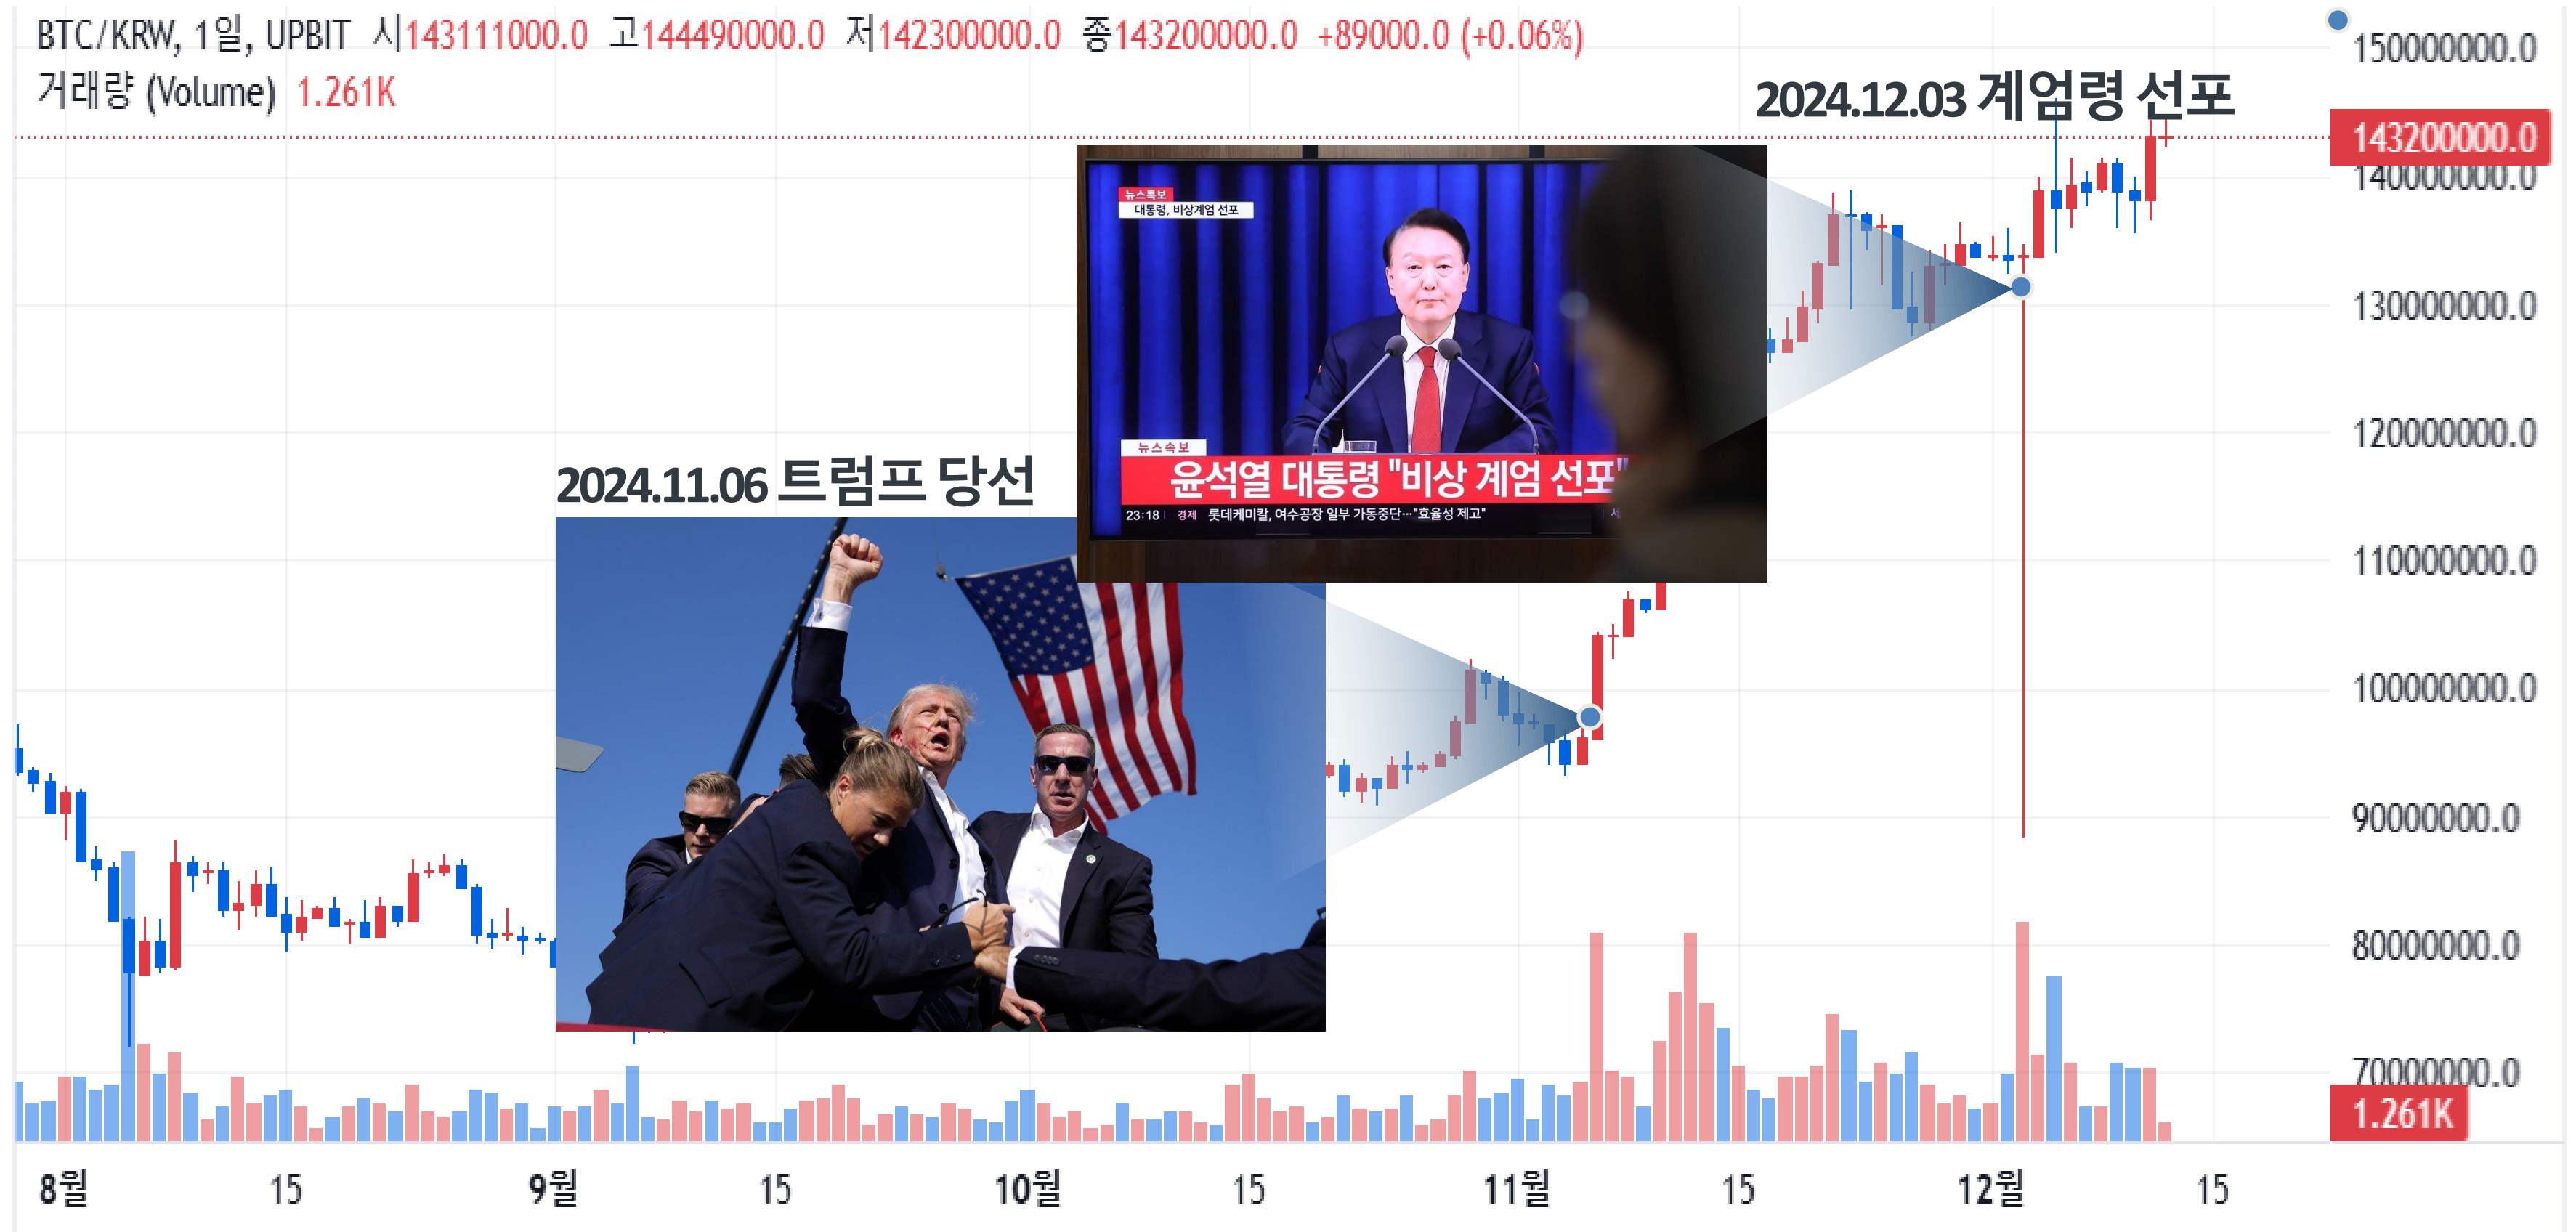 BTC/KRW, 1일, UPBIT 시143111000.0 고144490000.0 저142300000.0 종143200000.0 +89000.0 (+0.06%)
거래량 (Volume) 1.261K
150000000.0
2024.12.03 계엄령 선포
143200000.0
140000000.0
뉴스특보
대통령, 비상계엄 선포
130000000.0
120000000.0
뉴스속보
윤석열 대통령 "비상 계엄 선포"
23:18 경제 롯데케미칼, 여수공장 일부 가동중단…"효율성 제고"
2024.11.06 트럼프 당선
110000000.0
100000000.0
90000000.0
80000000.0
70000000.0
1.261K
8월 15 9월 15 10월 15 11월 15 12월 15